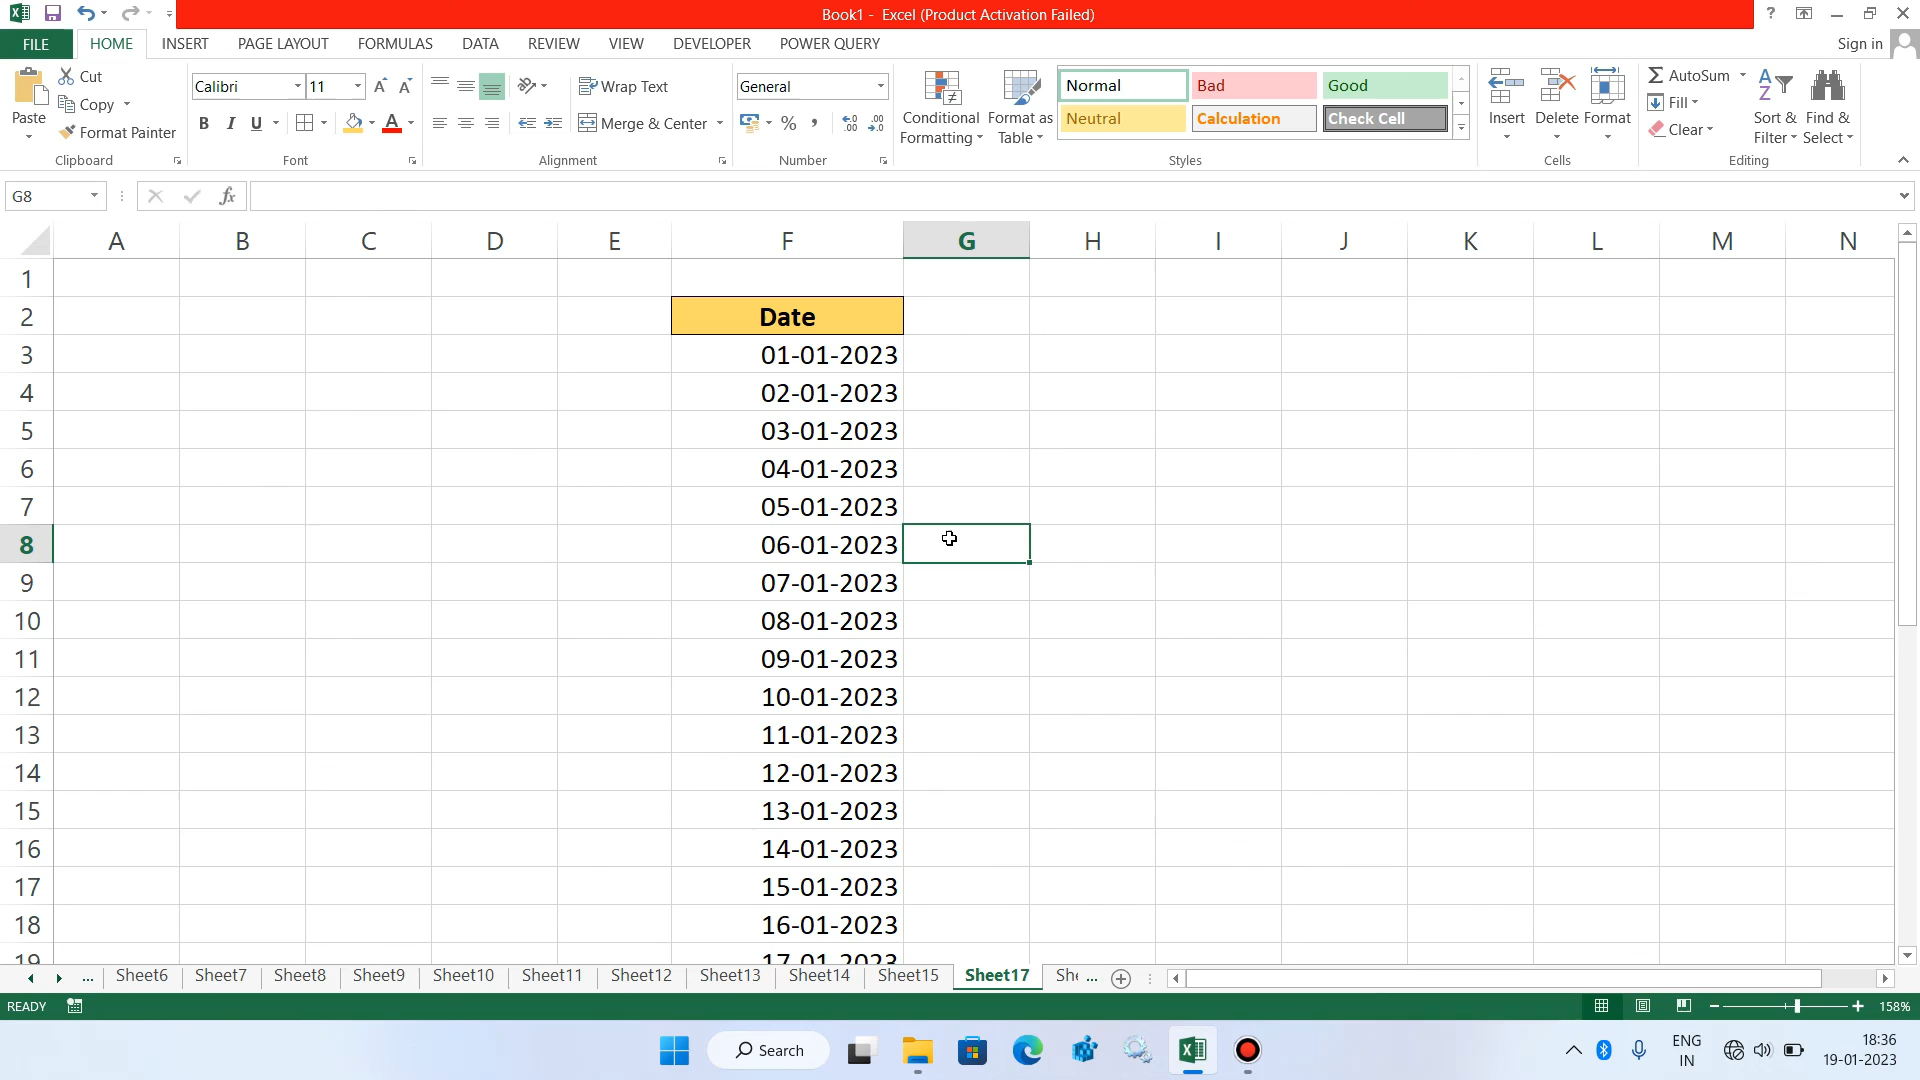 Book1 - Excel (Product Activation Failed)
?
FILE HOME INSERT PAGE LAYOUT FORMULAS DATA REVIEW VIEW DEVELOPER POWER QUERY Sign in
Paste
Cut
Copy
Format Painter
Clipboard
Calibri 11
B I U A
Font
Wrap Text
Merge & Center
Alignment
General
% ,
Number
Conditional Formatting
Format as Table
Normal Bad Good
Neutral Calculation Check Cell
Styles
Insert Delete Format
Cells
AutoSum
Fill
Clear
Sort & Filter
Find & Select
Editing
G8 fx
A B C D E F G H I J K L M N
1
2 Date
3 01-01-2023
4 02-01-2023
5 03-01-2023
6 04-01-2023
7 05-01-2023
8 06-01-2023
9 07-01-2023
10 08-01-2023
11 09-01-2023
12 10-01-2023
13 11-01-2023
14 12-01-2023
15 13-01-2023
16 14-01-2023
17 15-01-2023
18 16-01-2023
19 17-01-2023
... Sheet6 Sheet7 Sheet8 Sheet9 Sheet10 Sheet11 Sheet12 Sheet13 Sheet14 Sheet15 Sheet17 She ...
READY 158%
Search
ENG
IN
18:36
19-01-2023